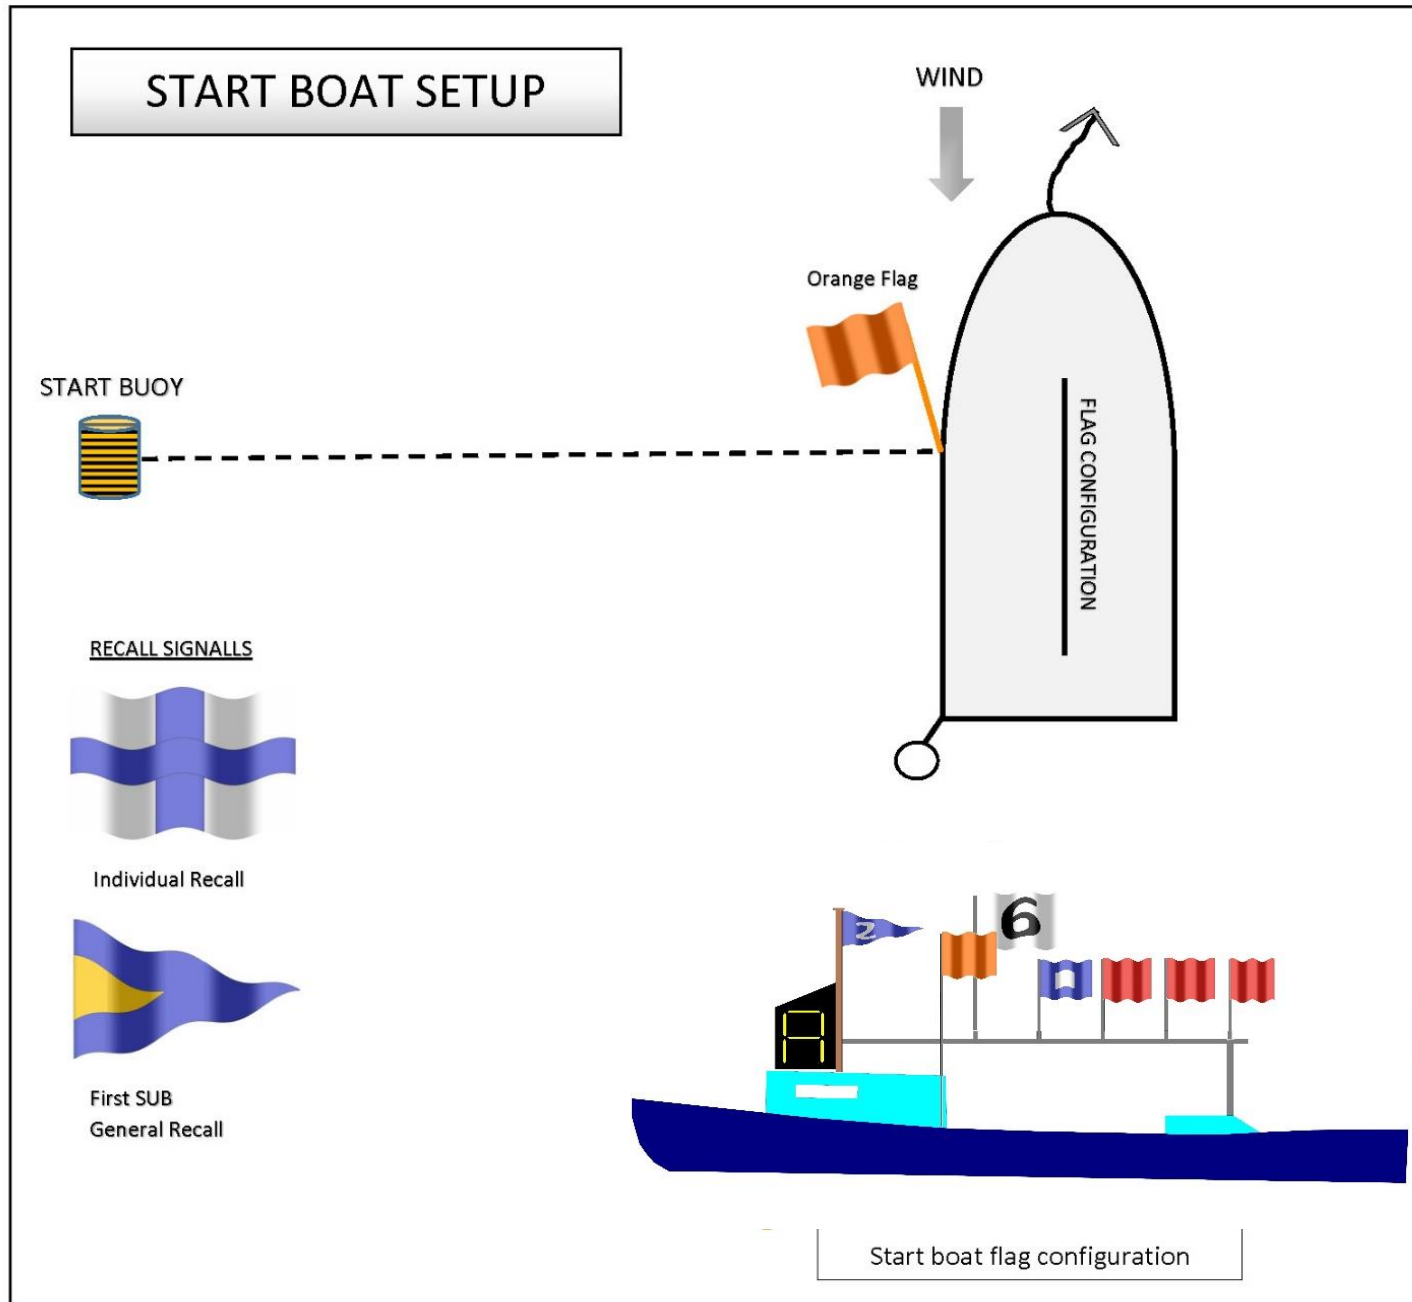 START BOAT SETUP
WIND
Orange Flag
START BUOY
FLAG CONFIGURATION
RECALL SIGNALLS
Individual Recall
First SUB
General Recall
2
6
A
Start boat flag configuration